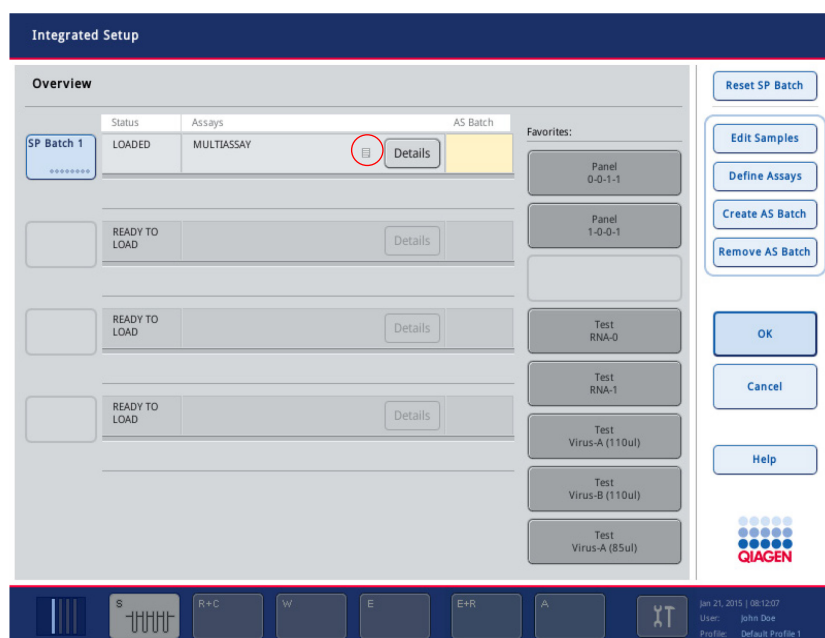 Integrated Setup
Overview
Reset SP Batch
Status Assays AS Batch
Favorites:
SP Batch 1
LOADED MULTIASSAY Details
Edit Samples
Panel
0-0-1-1
Define Assays
Create AS Batch
Panel
1-0-0-1
READY TO
LOAD
Details
Remove AS Batch
READY TO
LOAD
Details
Test
RNA-0
OK
Test
RNA-1
Cancel
READY TO
LOAD
Details
Test
Virus-A (110ul)
Help
Test
Virus-B (110ul)
Test
Virus-A (85ul)
QIAGEN
S R+C W E E+R A
Jan 21, 2015 | 08:12:07
User: John Doe
Profile: Default Profile 1